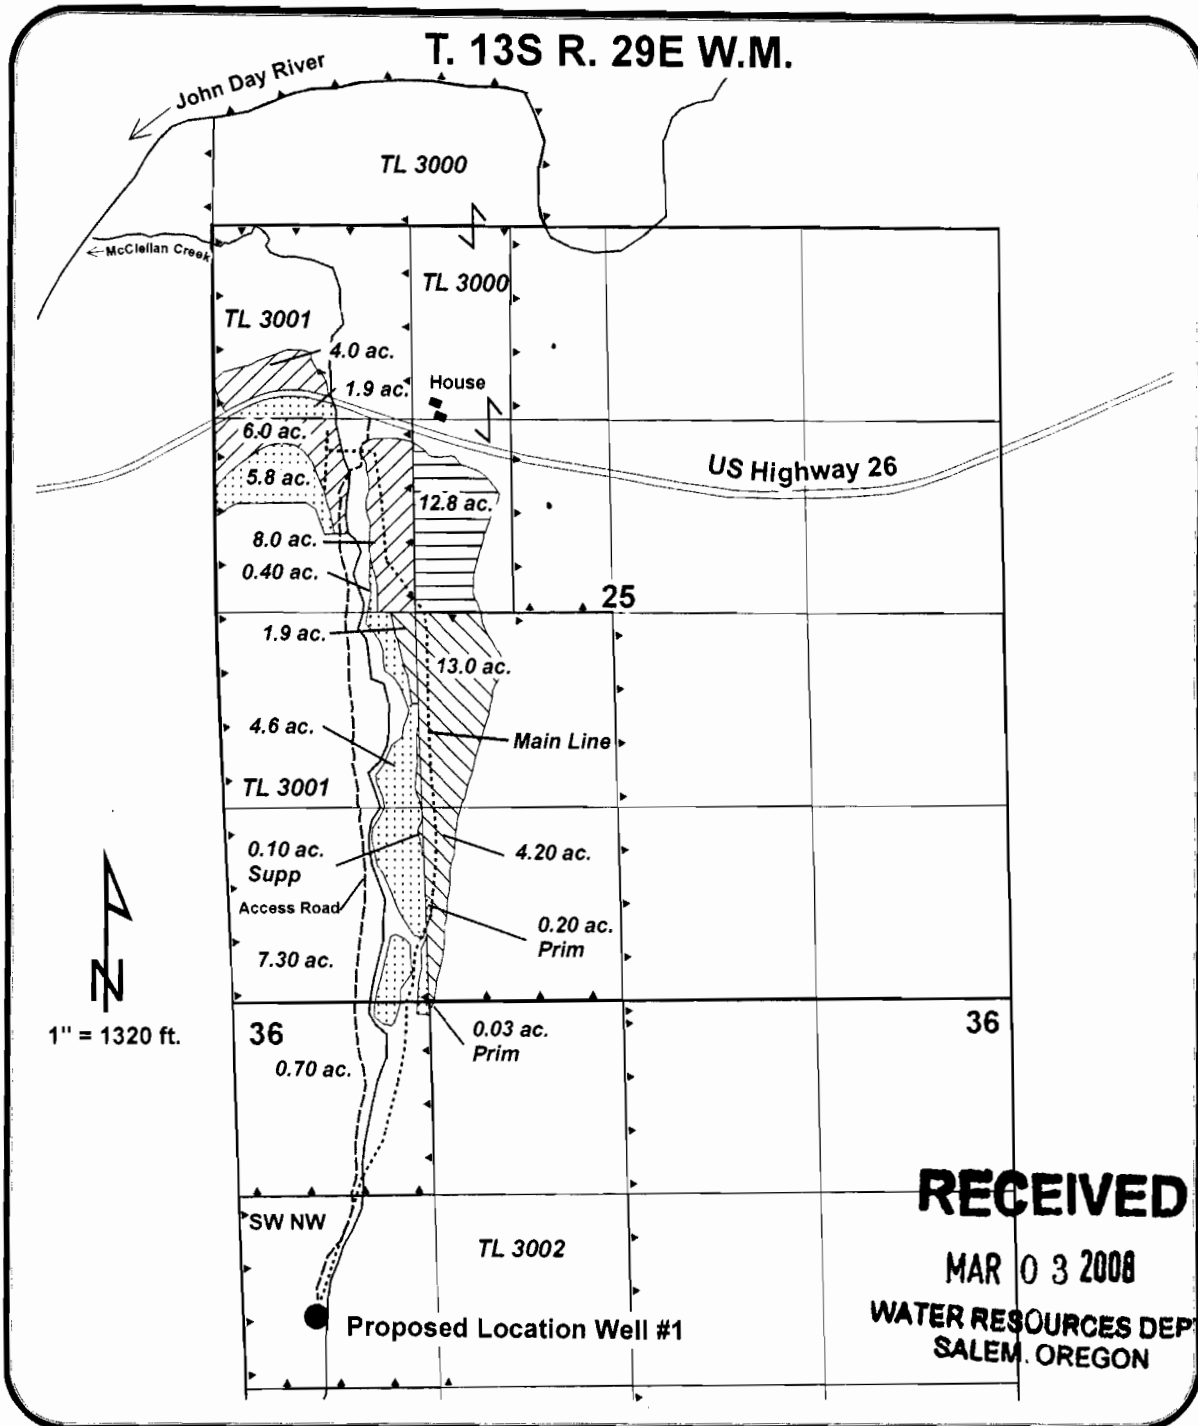 T. 13S R. 29E W.M.
John Day River
TL 3000
McClellan Creek
TL 3000
TL 3001
4.0 ac.
1.9 ac.
House
6.0 ac.
US Highway 26
5.8 ac.
12.8 ac.
8.0 ac.
0.40 ac.
25
1.9 ac.
13.0 ac.
4.6 ac.
Main Line
TL 3001
0.10 ac.
Supp
4.20 ac.
Access Road
0.20 ac.
Prim
7.30 ac.
N
1" = 1320 ft.
36
0.03 ac.
Prim
36
0.70 ac.
RECEIVED
SW NW
TL 3002
MAR 03 2008
WATER RESOURCES DEPT
SALEM, OREGON
Proposed Location Well #1